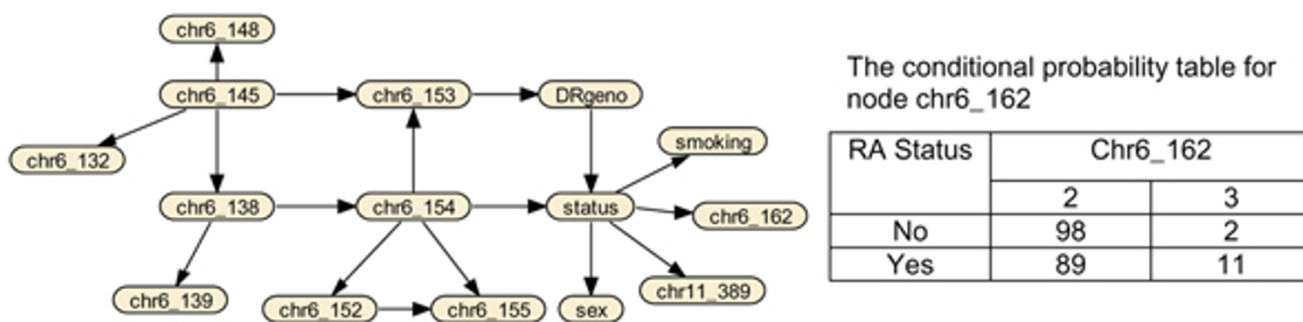 chr6_148
chr6_145
chr6_153
DRgeno
chr6_132
smoking
chr6_138
chr6_154
status
chr6_162
chr6_139
chr6_152
chr6_155
sex
chr11_389
The conditional probability table for
node chr6_162
RA Status Chr6_162
2 3
No 98 2
Yes 89 11